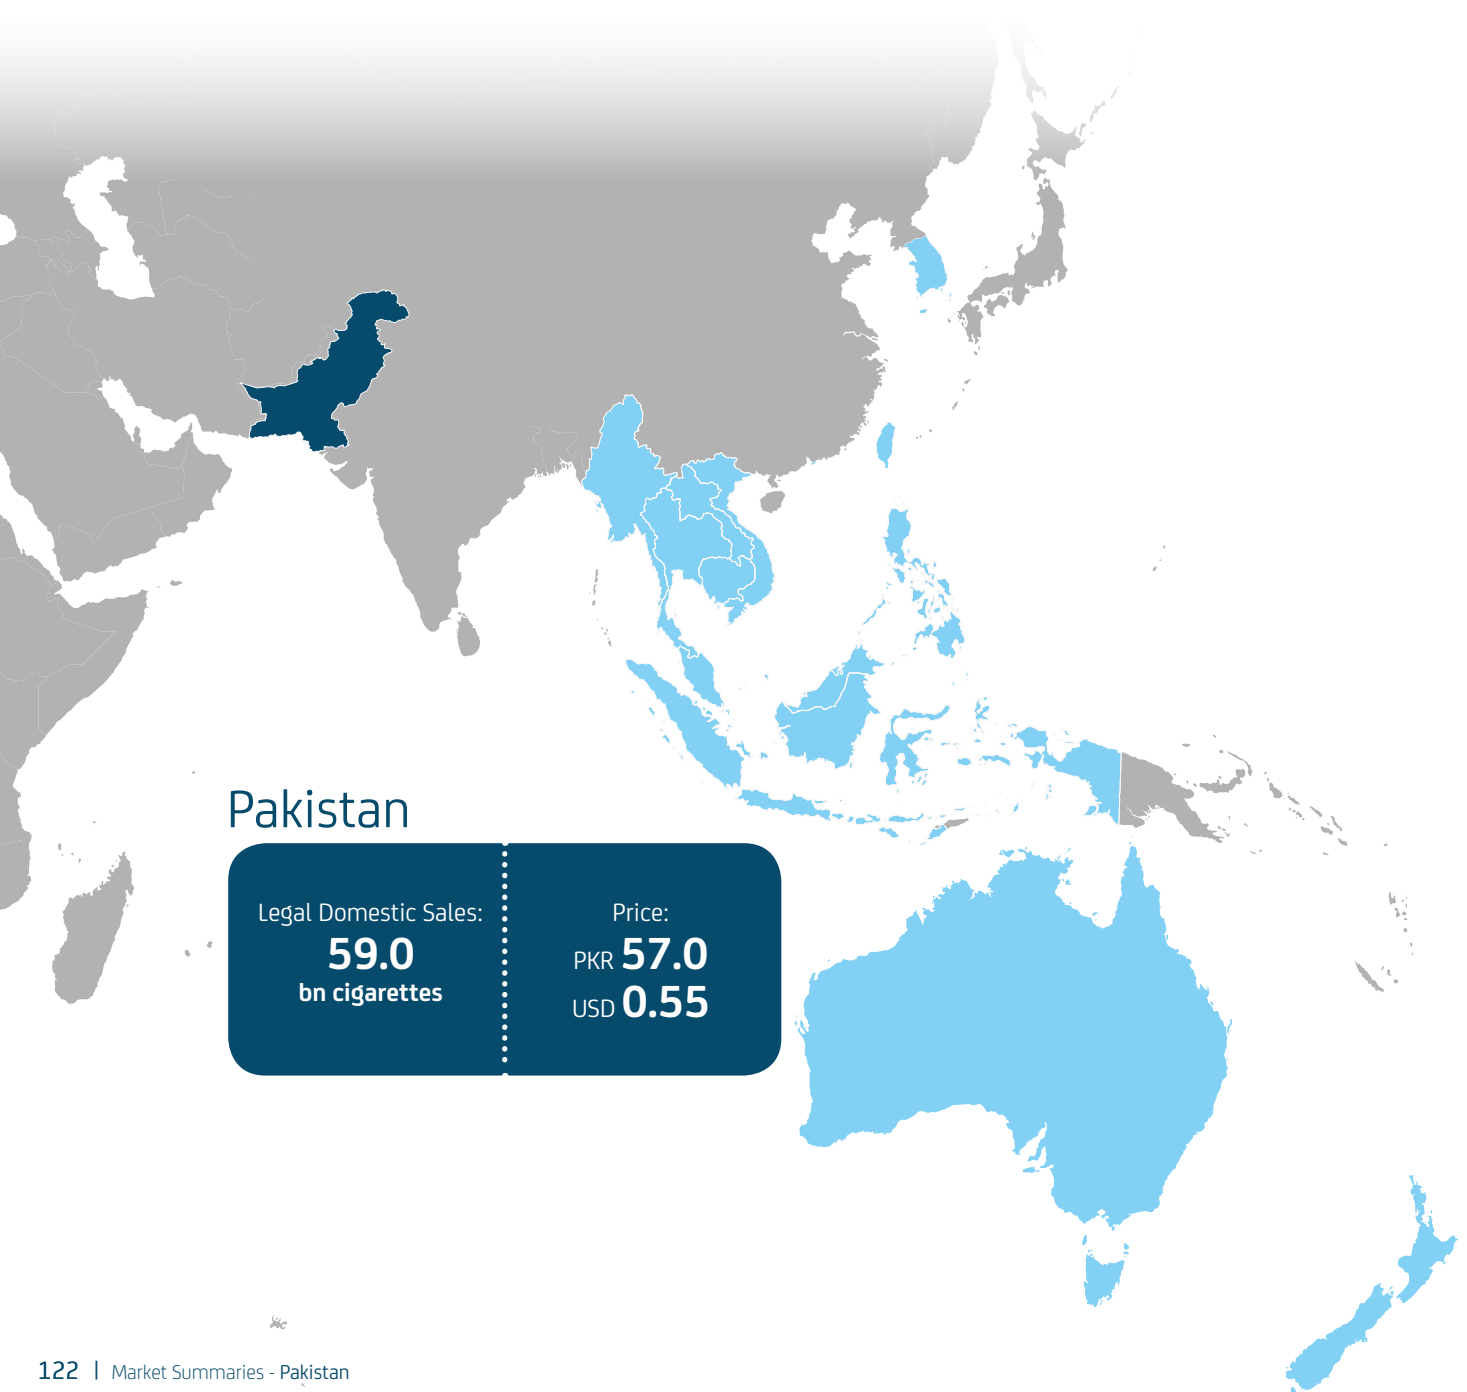 Pakistan
Legal Domestic Sales:
59.0
bn cigarettes
Price:
PKR 57.0
USD 0.55
122 | Market Summaries - Pakistan